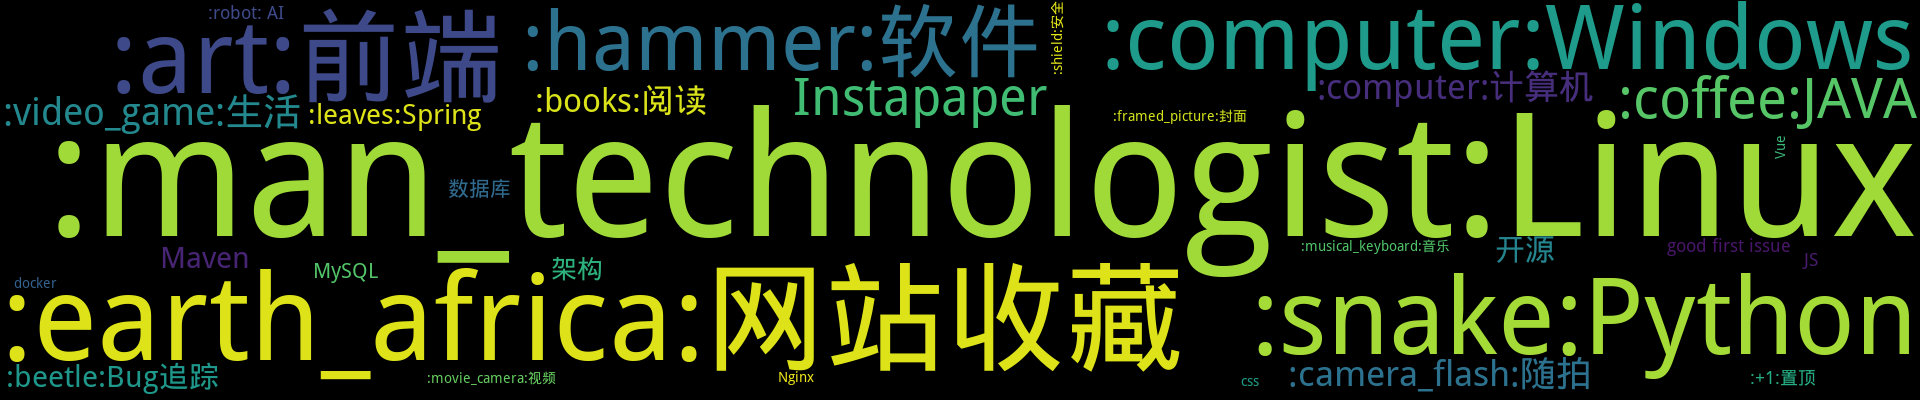 :robot: AI
:art:前端
:hammer:软件
:shield:安全
:computer:Windows
:video_game:生活
:leaves:Spring
:books:阅读
Instapaper
:framed_picture:封面
:computer:计算机
:coffee:JAVA
:man_technologist:Linux
Vue
数据库
Maven
MySQL
架构
:musical_keyboard:音乐
开源
good first issue
JS
docker
:earth_africa:网站收藏
:snake:Python
:beetle:Bug追踪
:movie_camera:视频
Nginx
css
:camera_flash:随拍
:+1:置顶